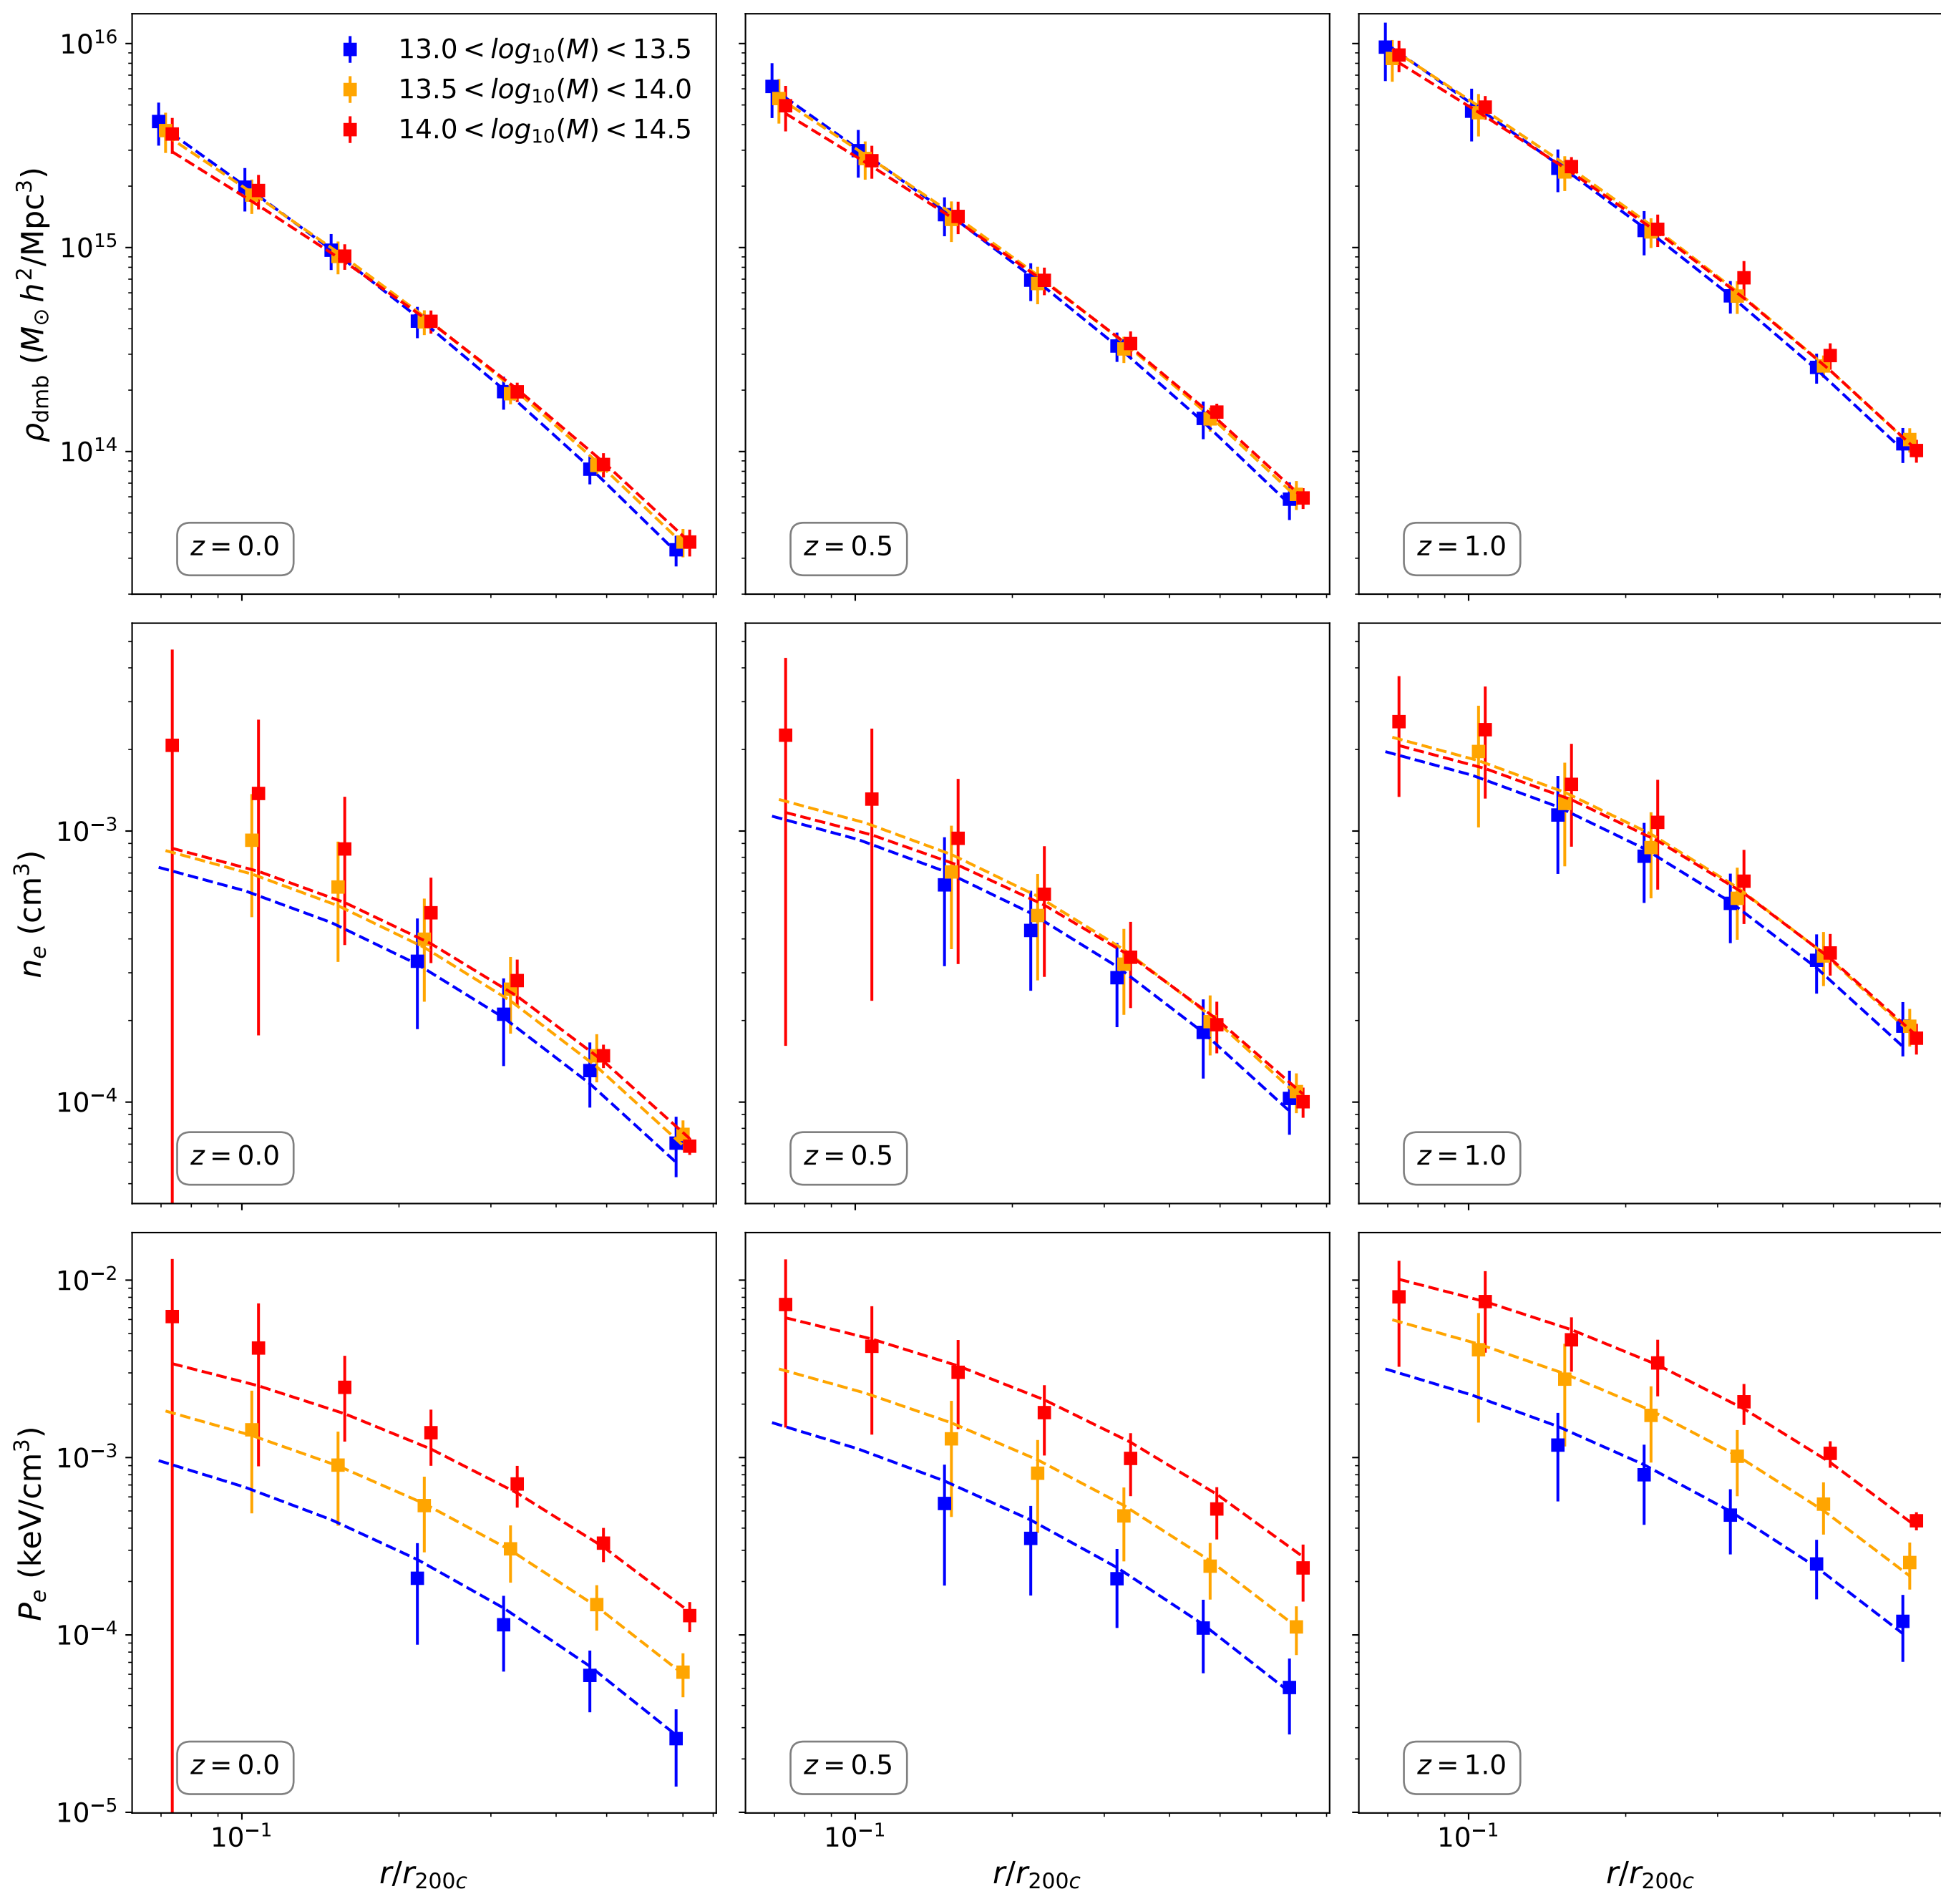 10^16
10^15
10^14
ρ_dmb (M_⊙ h^2/Mpc^3)
13.0 < log_10(M) < 13.5
13.5 < log_10(M) < 14.0
14.0 < log_10(M) < 14.5
z = 0.0
z = 0.5
z = 1.0
10^−3
10^−4
n_e (cm^3)
z = 0.0
z = 0.5
z = 1.0
10^−2
10^−3
10^−4
10^−5
P_e (keV/cm^3)
z = 0.0
z = 0.5
z = 1.0
10^−1
10^−1
10^−1
r/r_200c
r/r_200c
r/r_200c